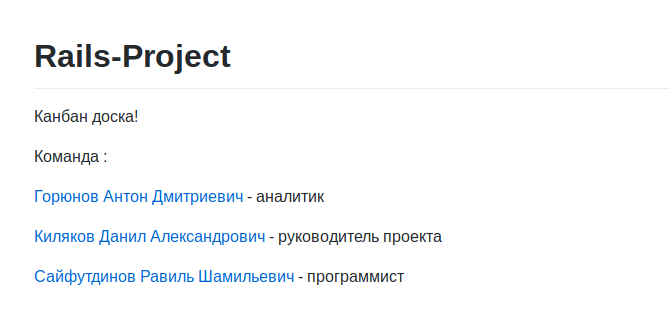 Rails-Project
Канбан доска!
Команда :
Горюнов Антон Дмитриевич - аналитик
Киляков Данил Александрович - руководитель проекта
Сайфутдинов Равиль Шамильевич - программист